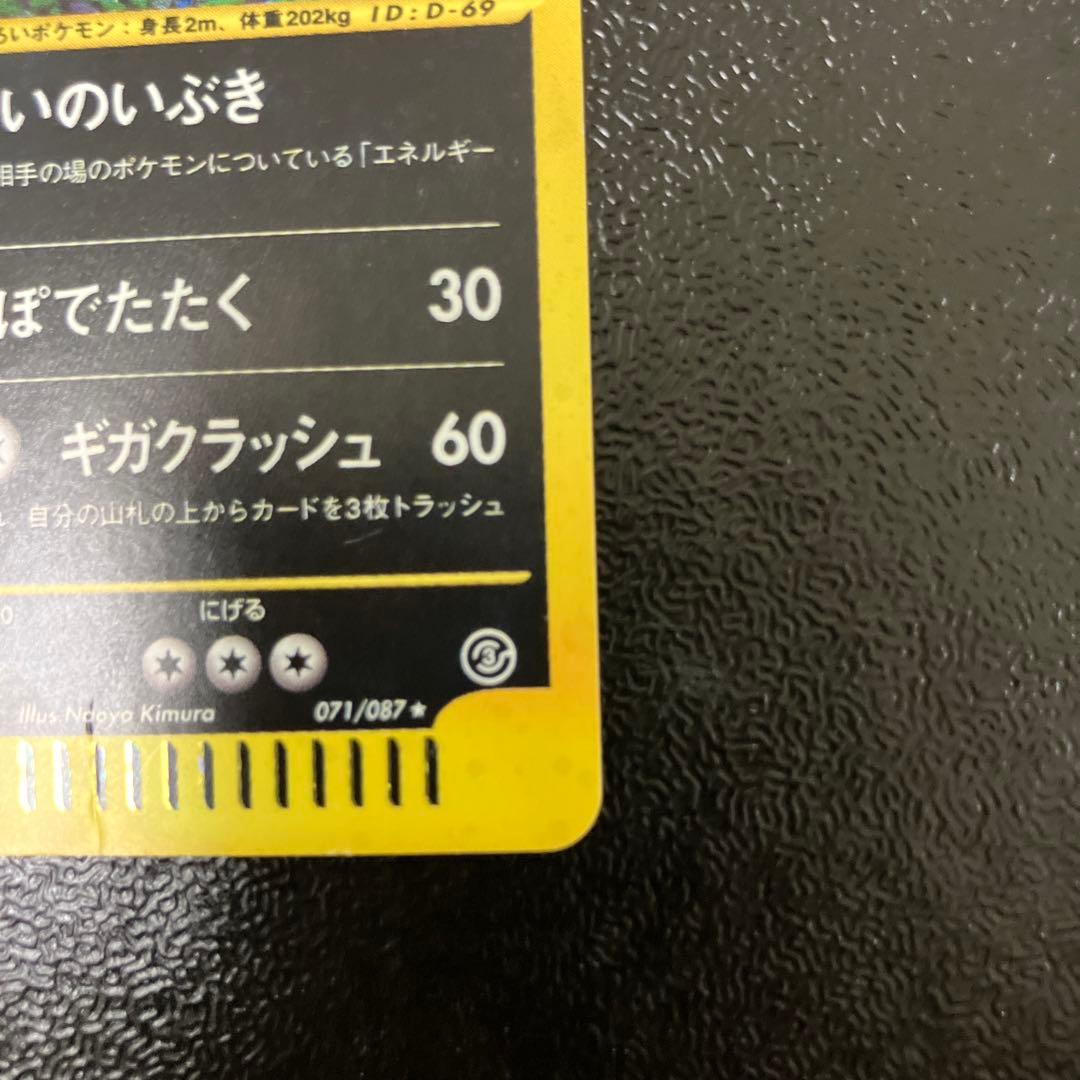 ろいポケモン：身長2m、体重202kg ID：D-69
いのいぶき
相手の場のポケモンについている「エネルギー
ぽでたたく 30
ギガクラッシュ 60
自分の山札の上からカードを3枚トラッシュ
0 にげる
3
Illus Naoyo Kimura 071/087★